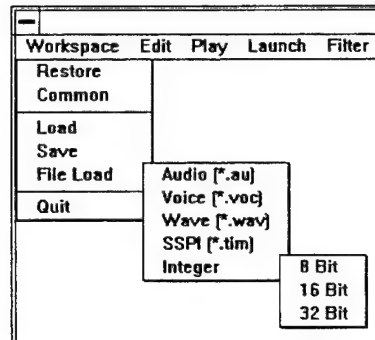 Workspace Edit Play Launch Filter
Restore
Common
Load
Save
File Load
Quit
Audio (*.au)
Voice (*.voc)
Wave (*.wav)
SSPI (*.tim)
Integer
8 Bit
16 Bit
32 Bit